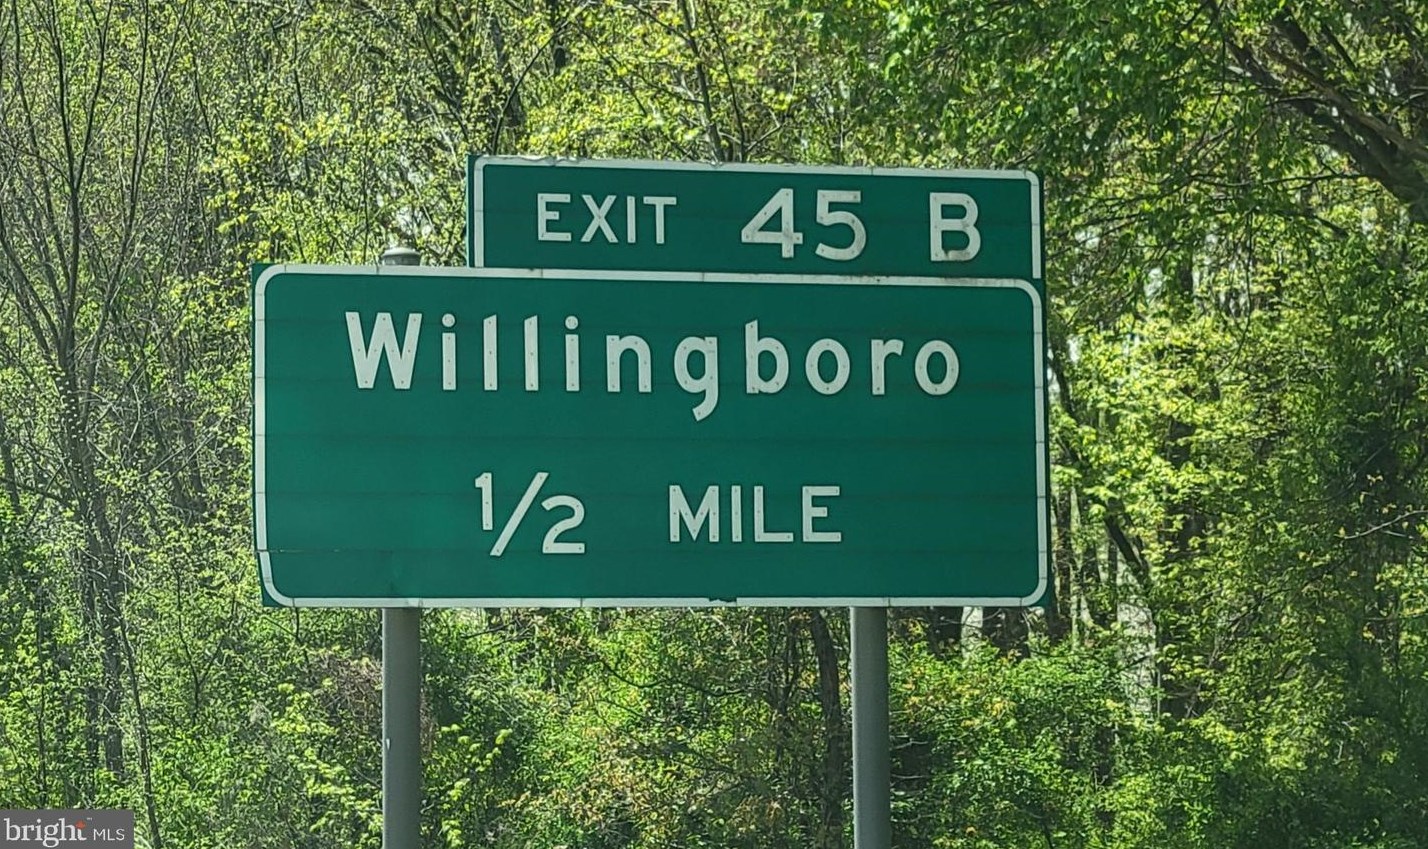 EXIT 45 B
Willingboro
1/2 MILE
bright MLS